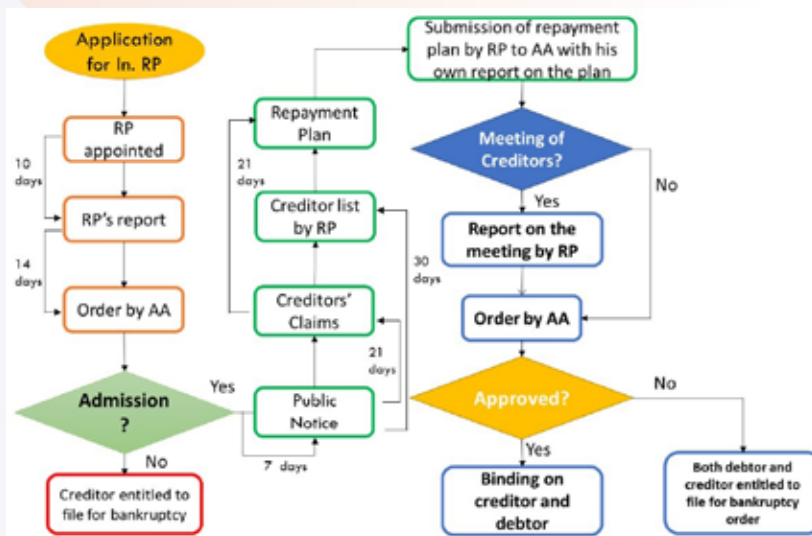 Application
for In. RP
RP
appointed
10
days
RP's report
14
days
Order by AA
Admission
?
Yes
No
Creditor entitled to
file for bankruptcy
7 days
Public
Notice
21
days
Creditors'
Claims
30
days
Creditor list
by RP
21
days
Repayment
Plan
Submission of repayment
plan by RP to AA with his
own report on the plan
Meeting of
Creditors?
No
Yes
Report on the
meeting by RP
Order by AA
Approved?
No
Yes
Binding on
creditor and
debtor
Both debtor and
creditor entitled to
file for bankruptcy
order